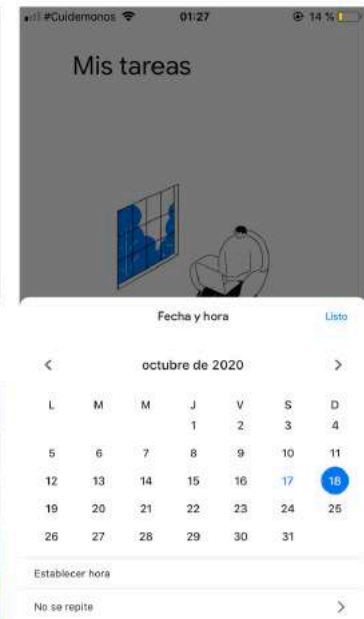 #Cuidemonos 01:27 14 %
Mis tareas
Fecha y hora Listo
< octubre de 2020 >
L M M J V S D
1 2 3 4
5 6 7 8 9 10 11
12 13 14 15 16 17 18
19 20 21 22 23 24 25
26 27 28 29 30 31
Establecer hora
No se repite >